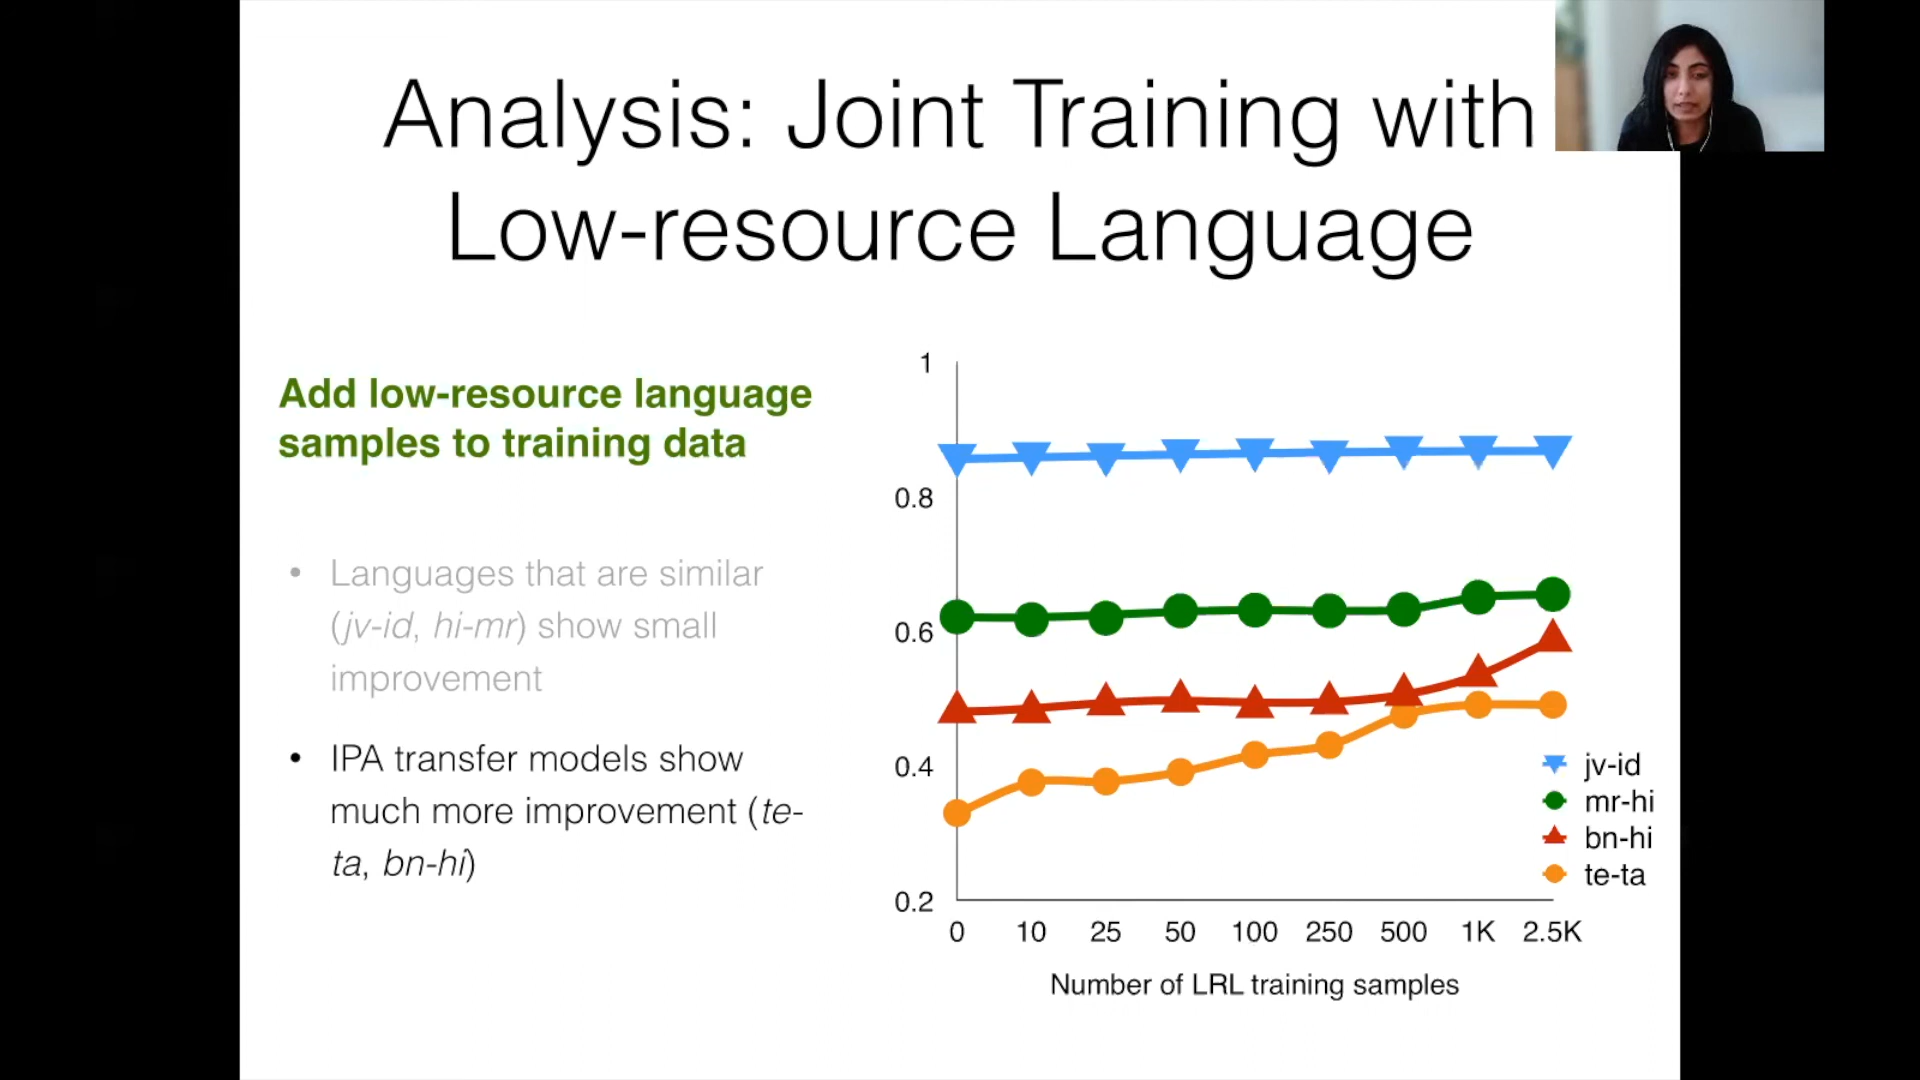 Analysis: Joint Training with
Low-resource Language
Add low-resource language
samples to training data
• Languages that are similar
(jv-id, hi-mr) show small
improvement
• IPA transfer models show
much more improvement (te-
ta, bn-hi)
1
0.8
0.6
0.4
0.2
0 10 25 50 100 250 500 1K 2.5K
Number of LRL training samples
jv-id
mr-hi
bn-hi
te-ta